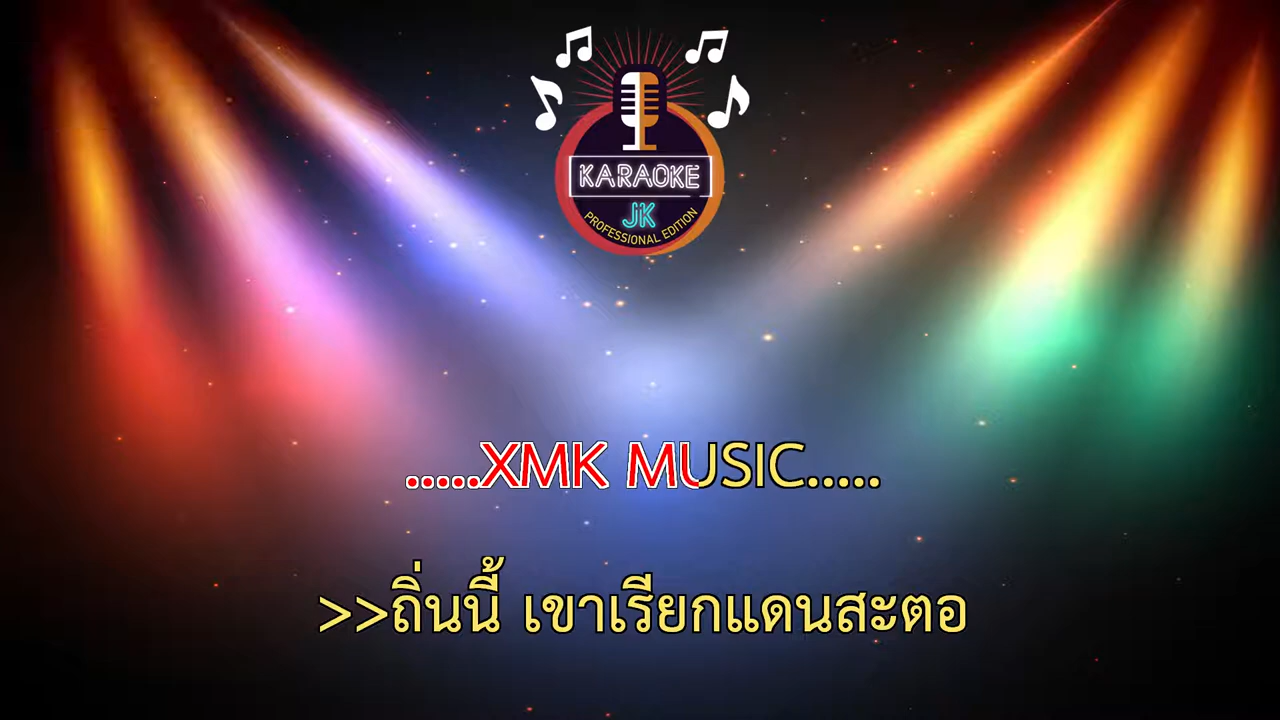 KARAOKE
JK
PROFESSIONAL EDITION
.....XMK MUSIC.....
>>ถิ่นนี้ เขาเรียกแดนสะตอ